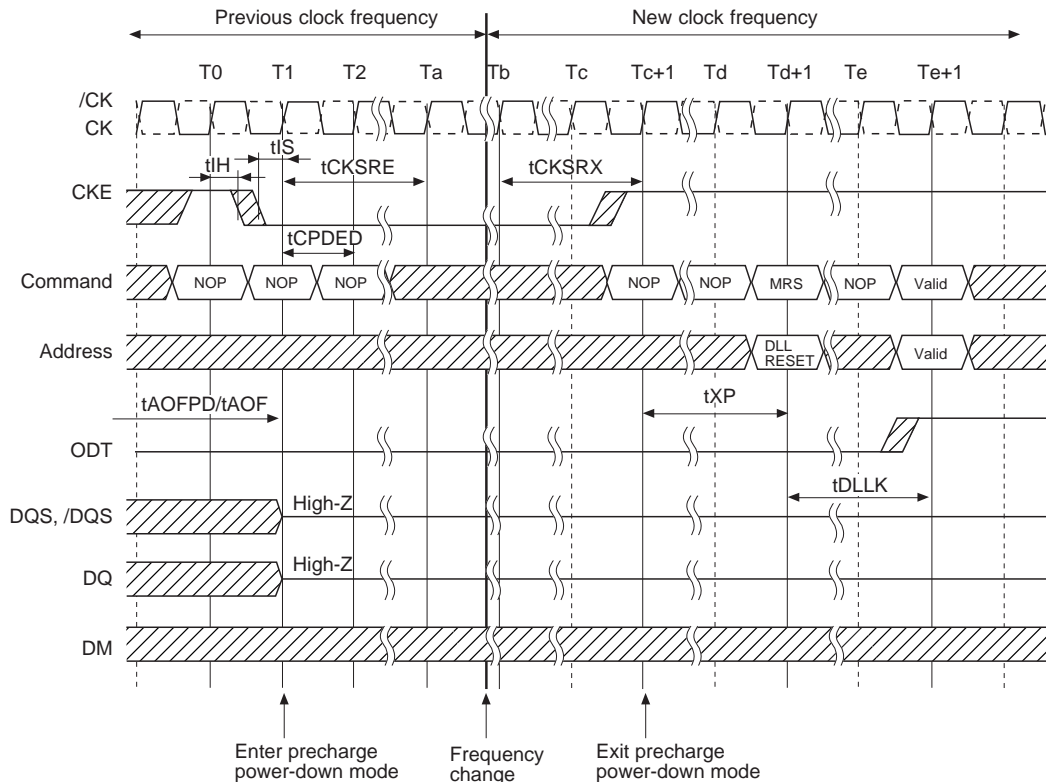 Previous clock frequency New clock frequency
T0 T1 T2 Ta Tb Tc Tc+1 Td Td+1 Te Te+1
/CK
CK
tIS
tIH tCKSRE tCKSRX
CKE
tCPDED
Command NOP NOP NOP NOP NOP MRS NOP Valid
Address DLL RESET Valid
tAOFPD/tAOF tXP
ODT
tDLLK
High-Z
DQS, /DQS
High-Z
DQ
DM
Enter precharge
power-down mode
Frequency
change
Exit precharge
power-down mode